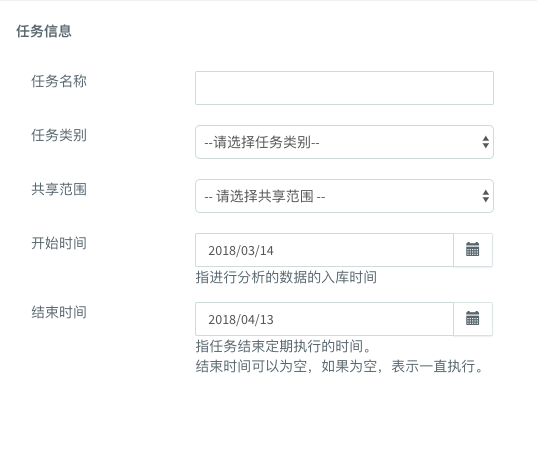 任务信息
任务名称
任务类别
--请选择任务类别--
共享范围
-- 请选择共享范围 --
开始时间
2018/03/14
指进行分析的数据的入库时间
结束时间
2018/04/13
指任务结束定期执行的时间。
结束时间可以为空，如果为空，表示一直执行。